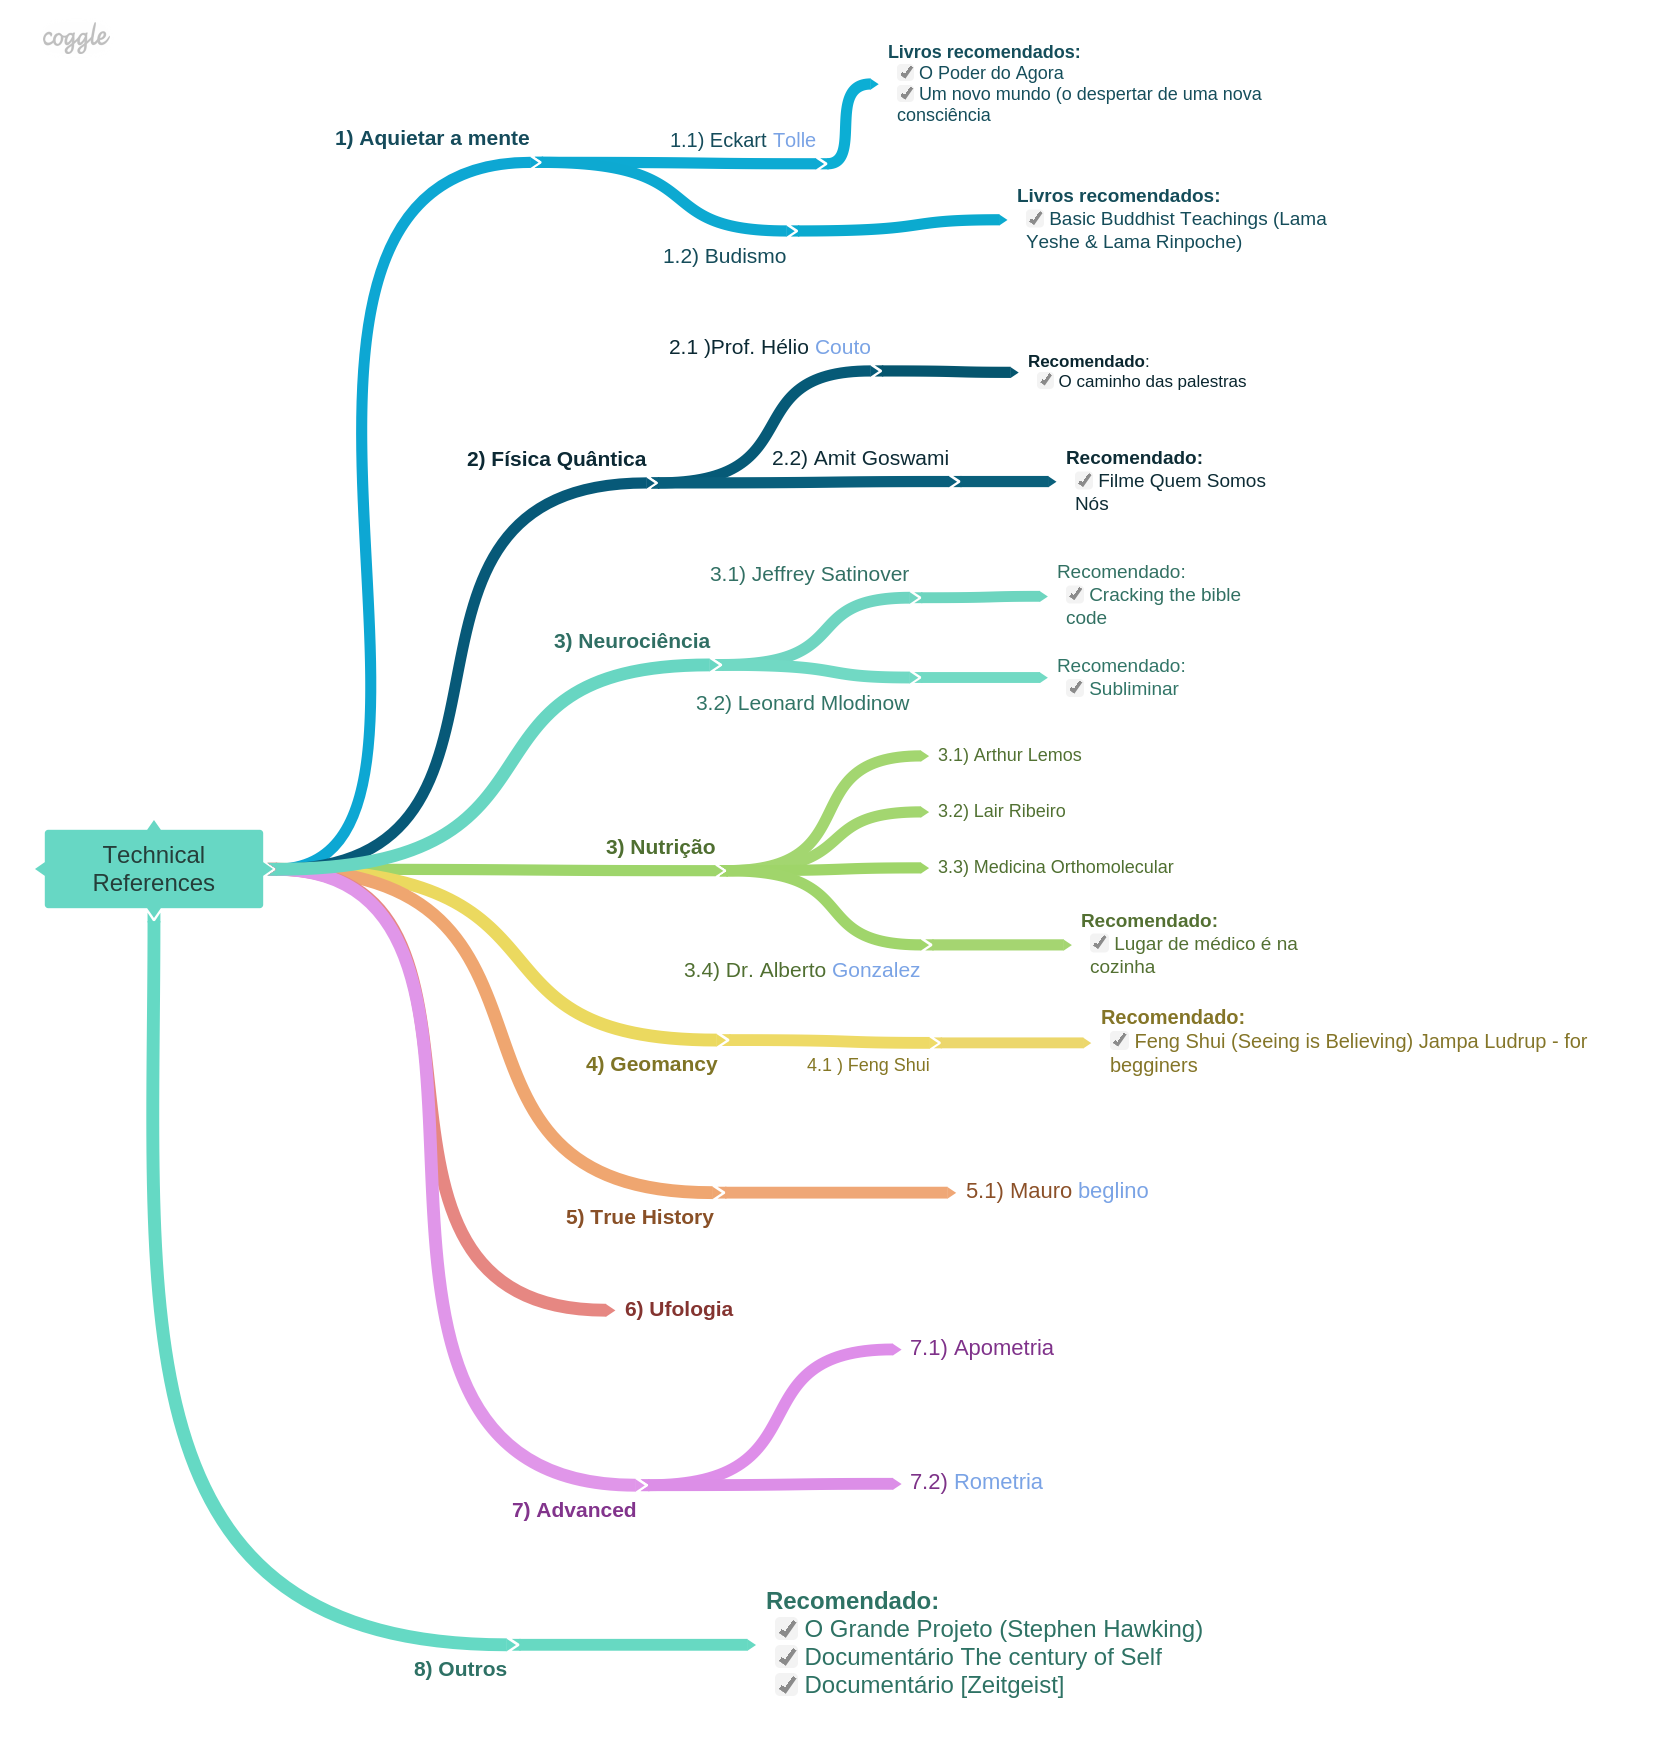 coggle
Livros recomendados:
O Poder do Agora
Um novo mundo (o despertar de uma nova
consciência
1) Aquietar a mente
1.1) Eckart Tolle
Livros recomendados:
Basic Buddhist Teachings (Lama
Yeshe & Lama Rinpoche)
1.2) Budismo
2.1 )Prof. Hélio Couto
Recomendado:
O caminho das palestras
2) Física Quântica
2.2) Amit Goswami
Recomendado:
Filme Quem Somos
Nós
3.1) Jeffrey Satinover
Recomendado:
Cracking the bible
code
3) Neurociência
Recomendado:
Subliminar
3.2) Leonard Mlodinow
3.1) Arthur Lemos
3.2) Lair Ribeiro
3) Nutrição
3.3) Medicina Orthomolecular
Technical
References
Recomendado:
Lugar de médico é na
cozinha
3.4) Dr. Alberto Gonzalez
Recomendado:
Feng Shui (Seeing is Believing) Jampa Ludrup - for
begginers
4) Geomancy
4.1 ) Feng Shui
5.1) Mauro beglino
5) True History
6) Ufologia
7.1) Apometria
7.2) Rometria
7) Advanced
Recomendado:
O Grande Projeto (Stephen Hawking)
Documentário The century of Self
Documentário [Zeitgeist]
8) Outros